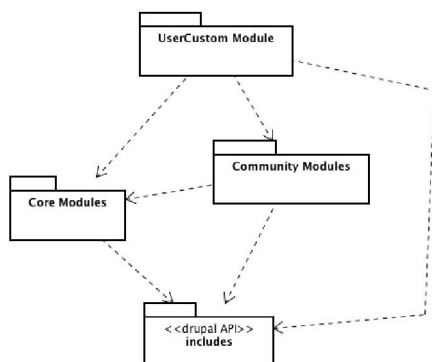 UserCustom Module
Community Modules
Core Modules
<<drupal API>>
includes